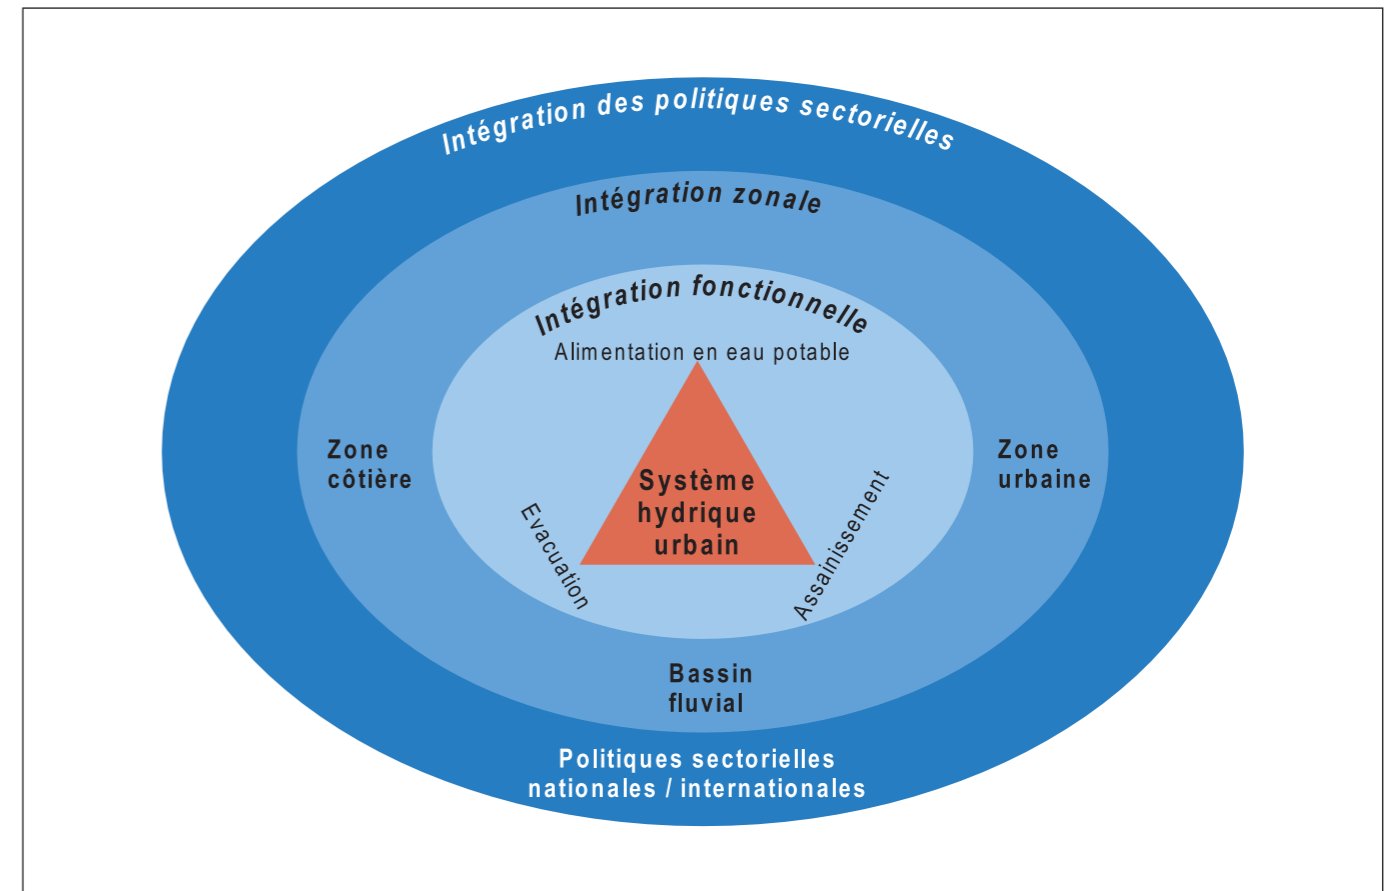 Intégration des politiques sectorielles
Intégration zonale
Intégration fonctionnelle
Alimentation en eau potable
Zone
côtière
Système
hydrique
urbain
Evacuation
Assainissement
Zone
urbaine
Bassin
fluvial
Politiques sectorielles
nationales / internationales